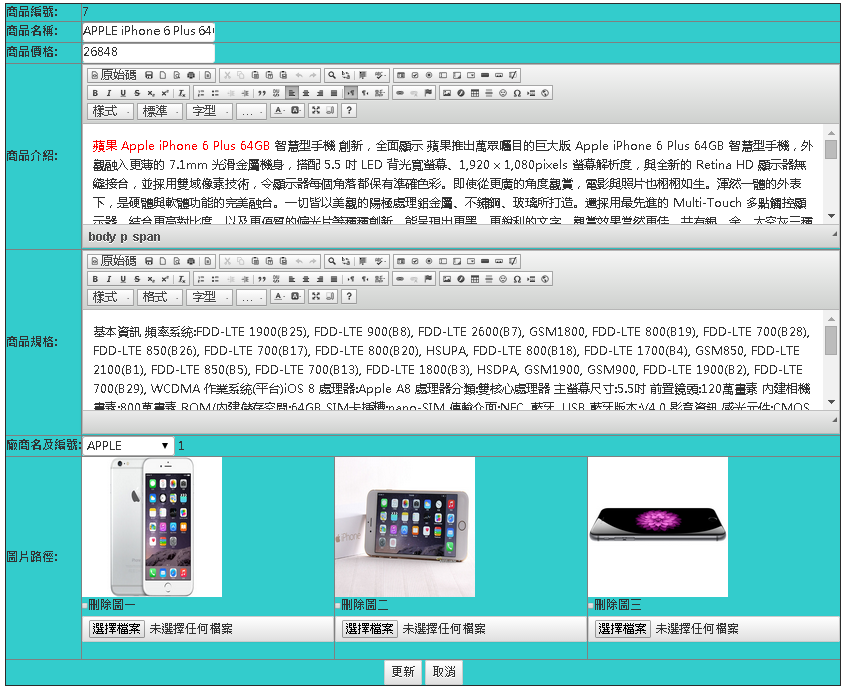 商品編號: 7
商品名稱: APPLE iPhone 6 Plus 64
商品價格: 26848
原始碼
樣式 標準 字型 ...
商品介紹:
蘋果 Apple iPhone 6 Plus 64GB 智慧型手機 創新，全面顯示 蘋果推出萬眾囑目的巨大版 Apple iPhone 6 Plus 64GB 智慧型手機，外
觀融入更薄的 7.1mm 光滑金屬機身，搭配 5.5 吋 LED 背光寬螢幕、1,920 × 1,080pixels 螢幕解析度，與全新的 Retina HD 顯示器無
縫接合，並採用雙域像素技術，令顯示器每個角落都保有準確色彩。即使從更廣的角度觀賞，電影與照片也栩栩如生。渾然一體的外表
下，是硬體與軟體功能的完美融合。一切皆以美觀的陽極處理鋁金屬、不鏽鋼、玻璃所打造。還採用最先進的 Multi-Touch 多點觸控顯
示器，結合更高對比度，以及更優質的偏光片等種種創新，能呈現出更黑、更銳利的文字，觀賞效果當然更佳，共有銀、金、太空灰三種
body p span
原始碼
樣式 格式 字型 ...
商品規格:
基本資訊 頻率系統:FDD-LTE 1900(B25), FDD-LTE 900(B8), FDD-LTE 2600(B7), GSM1800, FDD-LTE 800(B19), FDD-LTE 700(B28),
FDD-LTE 850(B26), FDD-LTE 700(B17), FDD-LTE 800(B20), HSUPA, FDD-LTE 800(B18), FDD-LTE 1700(B4), GSM850, FDD-LTE
2100(B1), FDD-LTE 850(B5), FDD-LTE 700(B13), FDD-LTE 1800(B3), HSDPA, GSM1900, GSM900, FDD-LTE 1900(B2), FDD-LTE
700(B29), WCDMA 作業系統(平台)iOS 8 處理器:Apple A8 處理器分類:雙核心處理器 主螢幕尺寸:5.5吋 前置鏡頭:120萬畫素 內建相機
畫素:800萬畫素 ROM/內建儲存空間:64GB SIM卡插槽:nano-SIM 傳輸介面:NFC, 藍牙, USB 藍牙版本:V4.0 影音資訊 感光元件:CMOS
廠商名及編號: APPLE 1
圖片路徑:
刪除圖一 刪除圖二 刪除圖三
選擇檔案 未選擇任何檔案 選擇檔案 未選擇任何檔案 選擇檔案 未選擇任何檔案
更新 取消